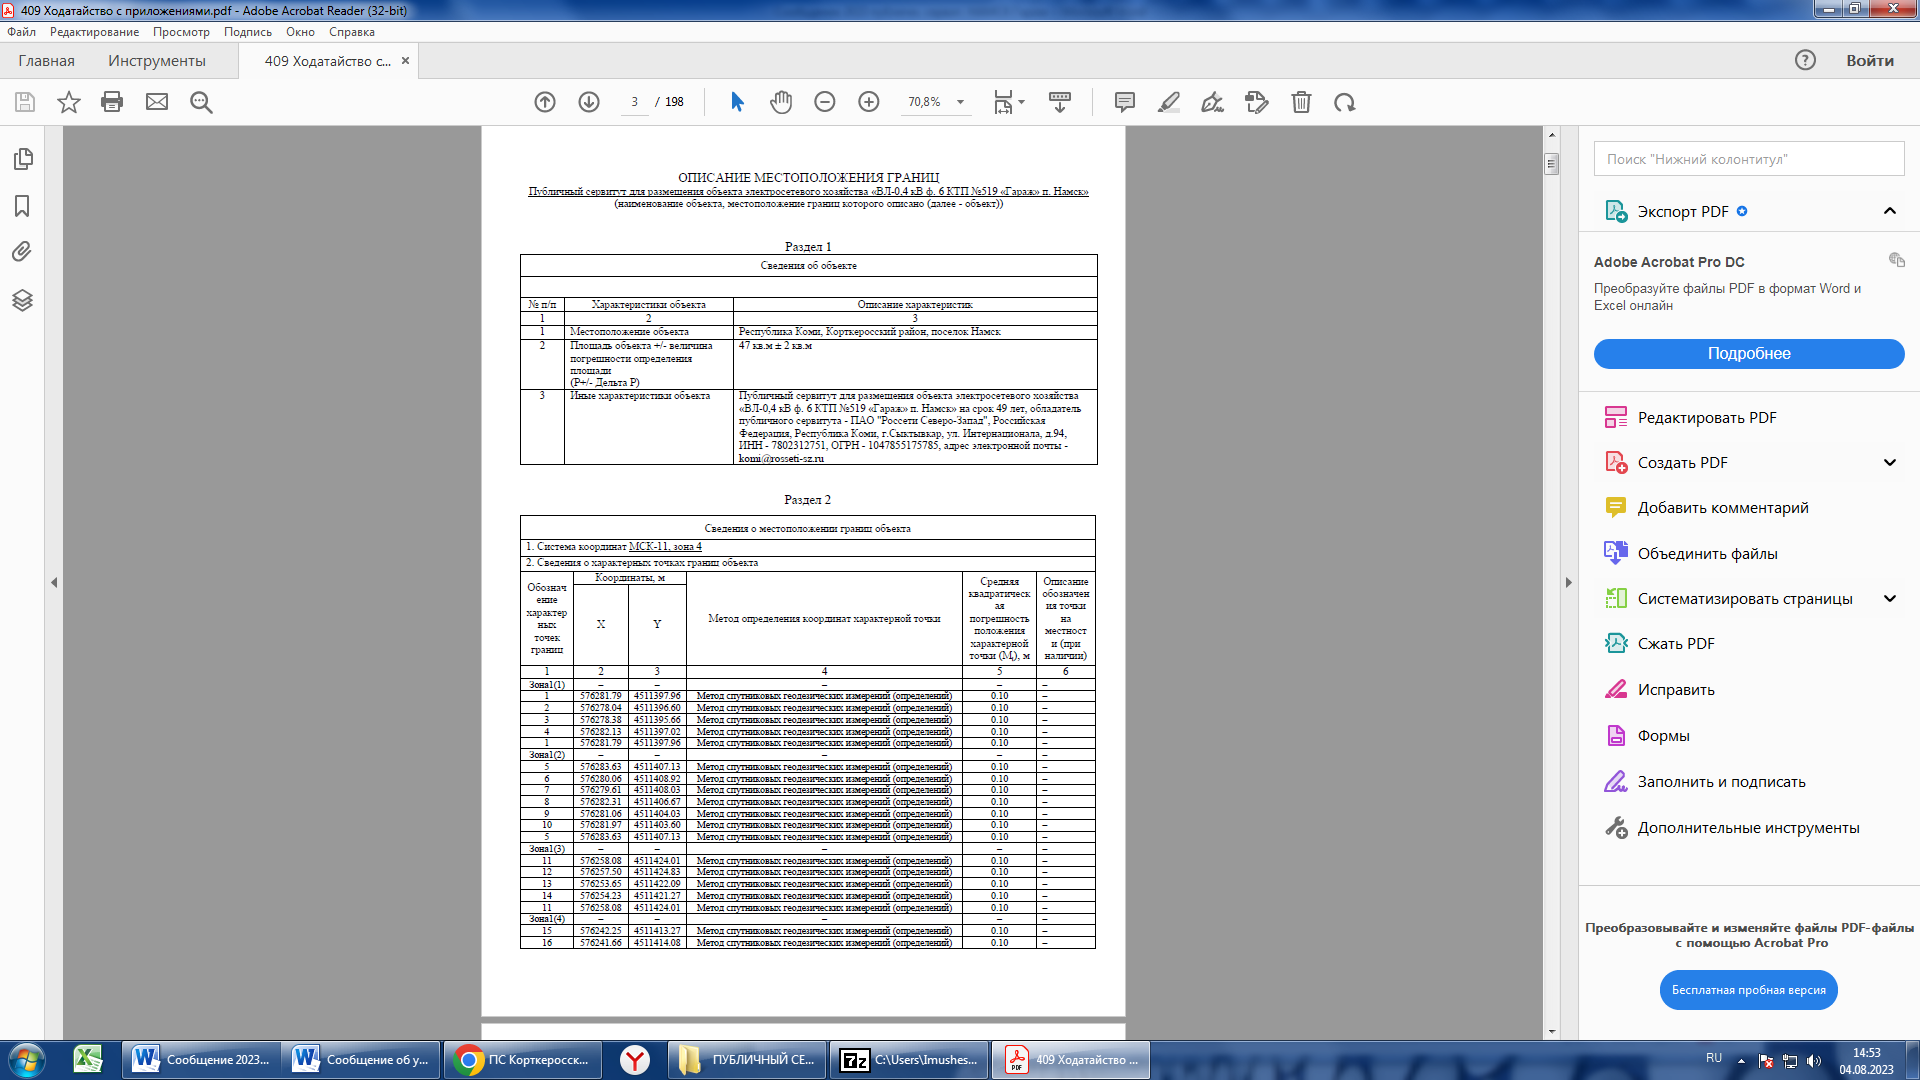 409 Ходатайство с приложениями.pdf - Adobe Acrobat Reader (32-bit)
Файл Редактирование Просмотр Подпись Окно Справка
Главная Инструменты 409 Ходатайство с... ×
Войти
3 / 198
70,8%
ОПИСАНИЕ МЕСТОПОЛОЖЕНИЯ ГРАНИЦ
Публичный сервитут для размещения объекта электросетевого хозяйства «ВЛ-0,4 кВ ф. 6 КТП №519 «Гараж» п. Намск»
(наименование объекта, местоположение границ которого описано (далее - объект))
Раздел 1
Сведения об объекте
№ п/п Характеристики объекта Описание характеристик
1 2 3
1 Местоположение объекта Республика Коми, Корткеросский район, поселок Намск
2 Площадь объекта +/- величина погрешности определения площади (Р+/- Дельта Р) 47 кв.м ± 2 кв.м
3 Иные характеристики объекта Публичный сервитут для размещения объекта электросетевого хозяйства
«ВЛ-0,4 кВ ф. 6 КТП №519 «Гараж» п. Намск» на срок 49 лет, обладатель
публичного сервитута - ПАО "Россети Северо-Запад", Российская
Федерация, Республика Коми, г.Сыктывкар, ул. Интернационала, д.94,
ИНН - 7802312751, ОГРН - 1047855175785, адрес электронной почты -
komi@rosseti-sz.ru
Раздел 2
Сведения о местоположении границ объекта
1. Система координат МСК-11, зона 4
2. Сведения о характерных точках границ объекта
Обозначение характерных точек границ Координаты, м X Y Метод определения координат характерной точки Средняя квадратическая погрешность положения характерной точки (Mt), м Описание обозначения точки на местности (при наличии)
1 2 3 4 5 6
Зона1(1) – – – – –
1 576281.79 4511397.96 Метод спутниковых геодезических измерений (определений) 0.10 –
2 576278.04 4511396.60 Метод спутниковых геодезических измерений (определений) 0.10 –
3 576278.38 4511395.66 Метод спутниковых геодезических измерений (определений) 0.10 –
4 576282.13 4511397.02 Метод спутниковых геодезических измерений (определений) 0.10 –
1 576281.79 4511397.96 Метод спутниковых геодезических измерений (определений) 0.10 –
Зона1(2) – – – – –
5 576283.63 4511407.13 Метод спутниковых геодезических измерений (определений) 0.10 –
6 576280.06 4511408.92 Метод спутниковых геодезических измерений (определений) 0.10 –
7 576279.61 4511408.03 Метод спутниковых геодезических измерений (определений) 0.10 –
8 576282.31 4511406.67 Метод спутниковых геодезических измерений (определений) 0.10 –
9 576281.06 4511404.03 Метод спутниковых геодезических измерений (определений) 0.10 –
10 576281.97 4511403.60 Метод спутниковых геодезических измерений (определений) 0.10 –
5 576283.63 4511407.13 Метод спутниковых геодезических измерений (определений) 0.10 –
Зона1(3) – – – – –
11 576258.08 4511424.01 Метод спутниковых геодезических измерений (определений) 0.10 –
12 576257.50 4511424.83 Метод спутниковых геодезических измерений (определений) 0.10 –
13 576253.65 4511422.09 Метод спутниковых геодезических измерений (определений) 0.10 –
14 576254.23 4511421.27 Метод спутниковых геодезических измерений (определений) 0.10 –
11 576258.08 4511424.01 Метод спутниковых геодезических измерений (определений) 0.10 –
Зона1(4) – – – – –
15 576242.25 4511413.27 Метод спутниковых геодезических измерений (определений) 0.10 –
16 576241.66 4511414.08 Метод спутниковых геодезических измерений (определений) 0.10 –
Поиск "Нижний колонтитул"
Экспорт PDF
Adobe Acrobat Pro DC
Преобразуйте файлы PDF в формат Word и
Excel онлайн
Подробнее
Редактировать PDF
Создать PDF
Добавить комментарий
Объединить файлы
Систематизировать страницы
Сжать PDF
Исправить
Формы
Заполнить и подписать
Дополнительные инструменты
Преобразовывайте и изменяйте файлы PDF-файлы
с помощью Acrobat Pro
Бесплатная пробная версия
Сообщение 2023...
Сообщение об у...
ПС Корткеросск...
ПУБЛИЧНЫЙ СЕ...
C:\Users\Imushes...
409 Ходатайство ...
RU
14:53
04.08.2023